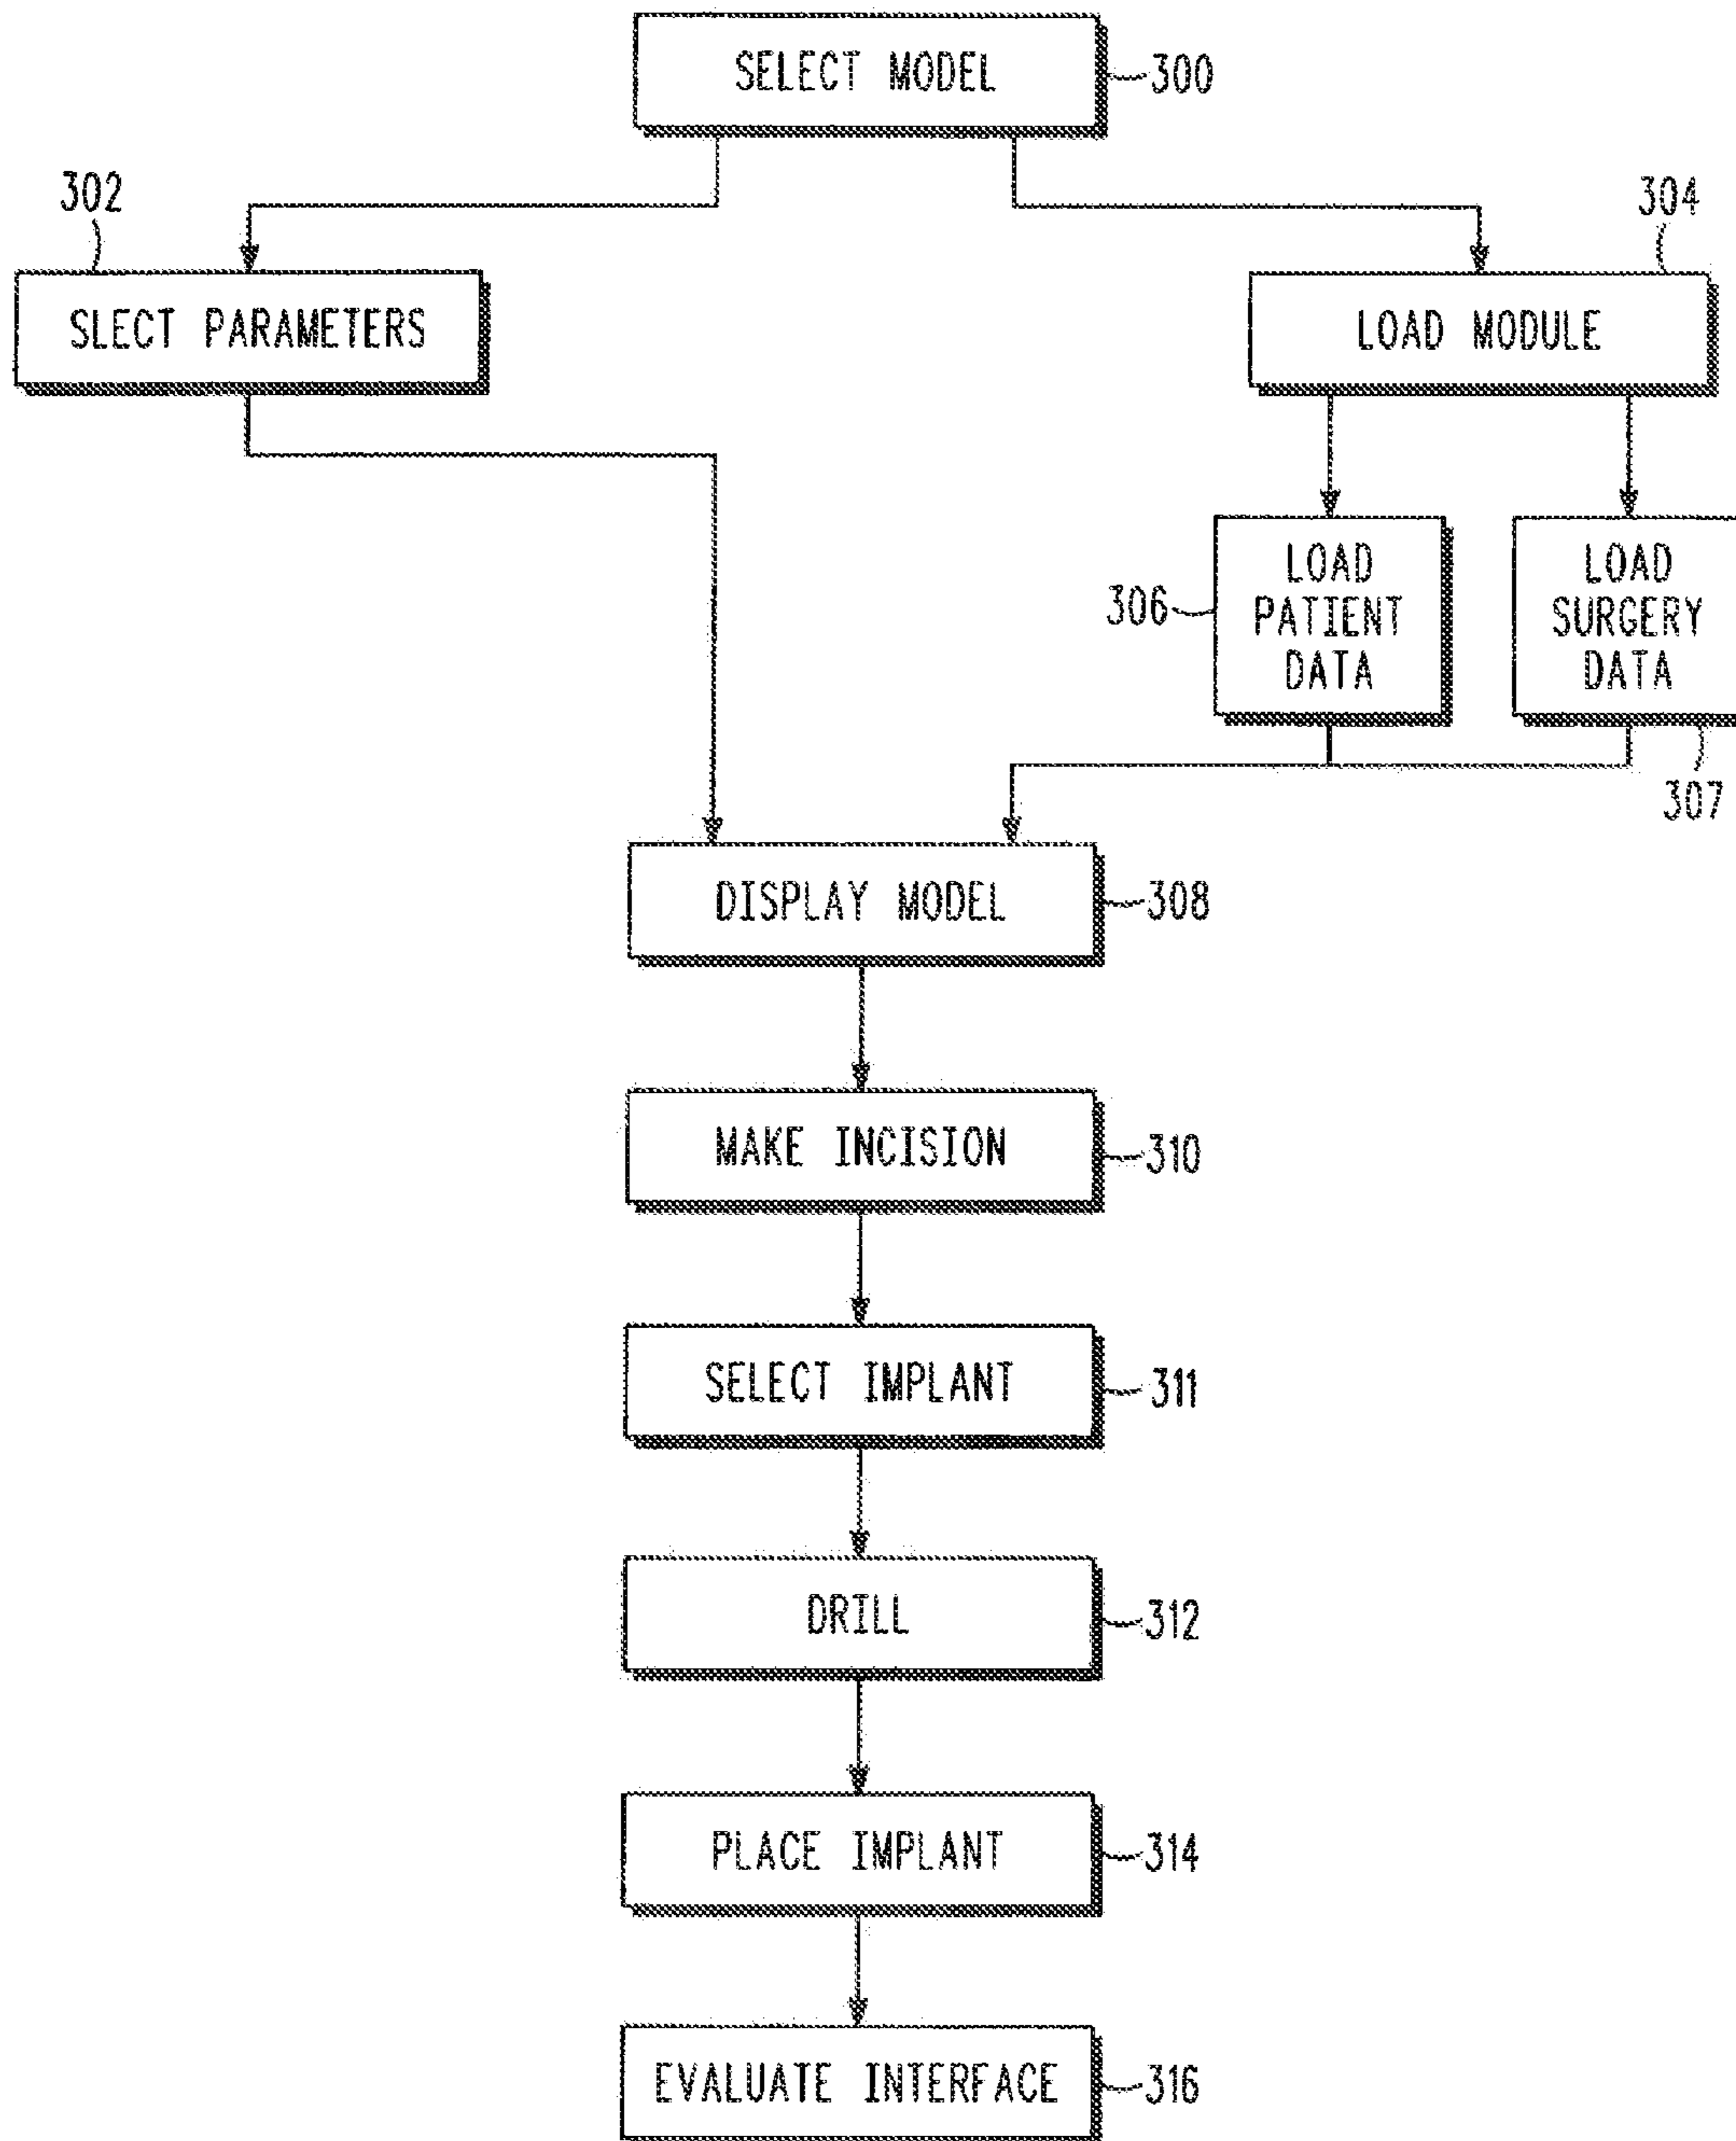 SELECT MODEL
300
302
304
SLECT PARAMETERS
LOAD MODULE
306
LOAD
PATIENT
DATA
LOAD
SURGERY
DATA
307
DISPLAY MODEL
308
MAKE INCISION
310
SELECT IMPLANT
311
DRILL
312
PLACE IMPLANT
314
EVALUATE INTERFACE
316